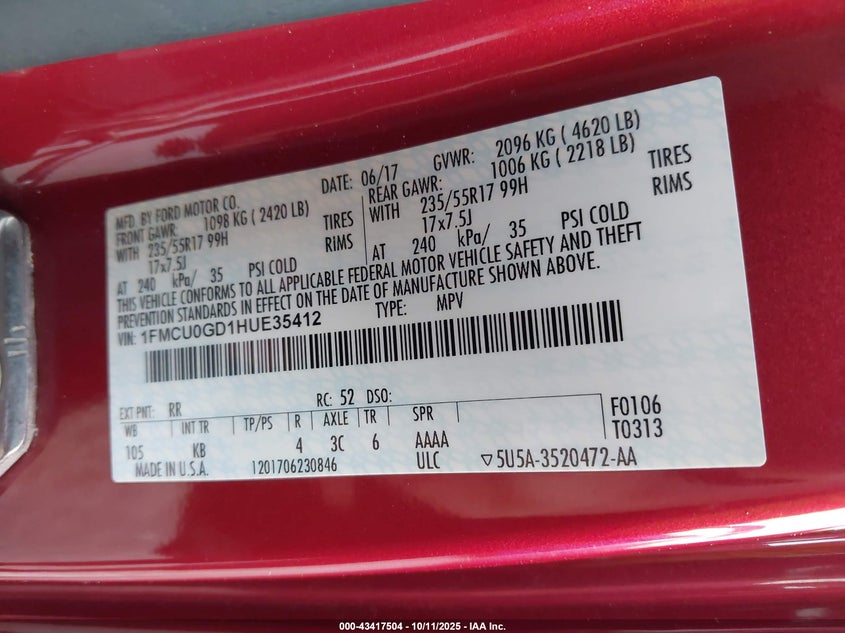 MFD. BY FORD MOTOR CO.
DATE: 06/17 GVWR: 2096 KG ( 4620 LB)
FRONT GAWR: 1098 KG ( 2420 LB)
WITH 235/55R17 99H TIRES
17x7.5J RIMS
AT 240 kPa/ 35 PSI COLD
REAR GAWR: 1006 KG ( 2218 LB)
WITH 235/55R17 99H TIRES
17x7.5J RIMS
AT 240 kPa/ 35 PSI COLD
THIS VEHICLE CONFORMS TO ALL APPLICABLE FEDERAL MOTOR VEHICLE SAFETY AND THEFT
PREVENTION STANDARDS IN EFFECT ON THE DATE OF MANUFACTURE SHOWN ABOVE.
VIN: 1FMCU0GD1HUE35412 TYPE: MPV
EXT PNT: RR RC: 52 DSO:
WB INT TR TP/PS R AXLE TR SPR
105 KB 4 3C 6 AAAA
F0106
T0313
MADE IN U.S.A. 1201706230846 ULC ▽5U5A-3520472-AA
000-43417504 - 10/11/2025 - IAA Inc.